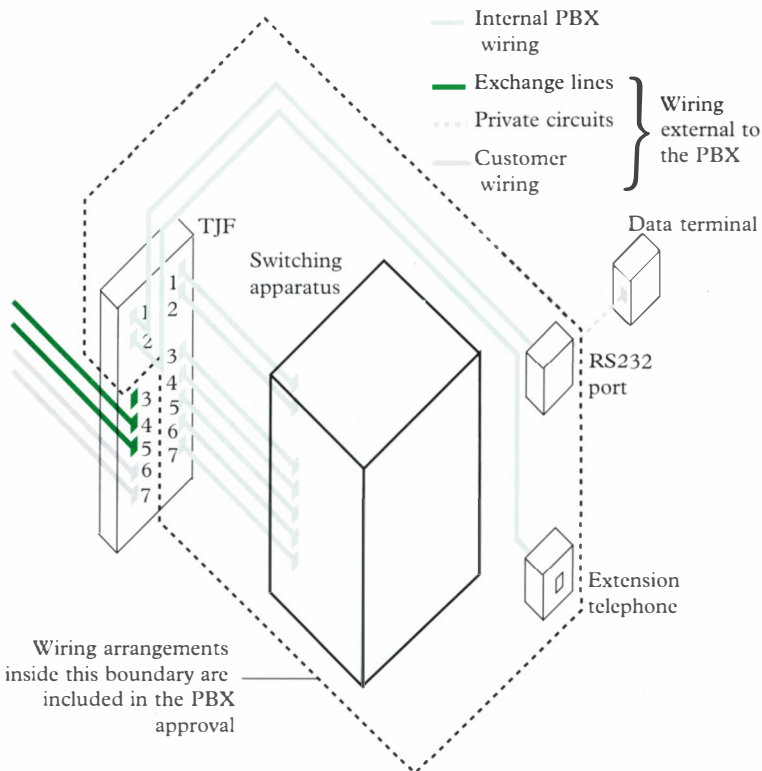 Internal PBX
wiring
Exchange lines
Private circuits
Customer
wiring
Wiring
external to
the PBX
Data terminal
TJF
Switching
apparatus
1
2
3
4
5
6
7
1
2
3
4
5
6
7
RS232
port
Extension
telephone
Wiring arrangements
inside this boundary are
included in the PBX
approval